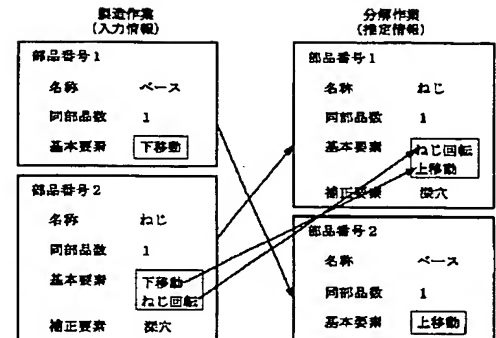 製造作業
(入力情報)
部品番号1
名称 ベース
同部品数 1
基本要素 下移動
部品番号2
名称 ねじ
同部品数 1
基本要素 下移動
ねじ回転
補正要素 深穴
分解作業
(推定情報)
部品番号1
名称 ねじ
同部品数 1
基本要素 ねじ回転
上移動
補正要素 深穴
部品番号2
名称 ベース
同部品数 1
基本要素 上移動